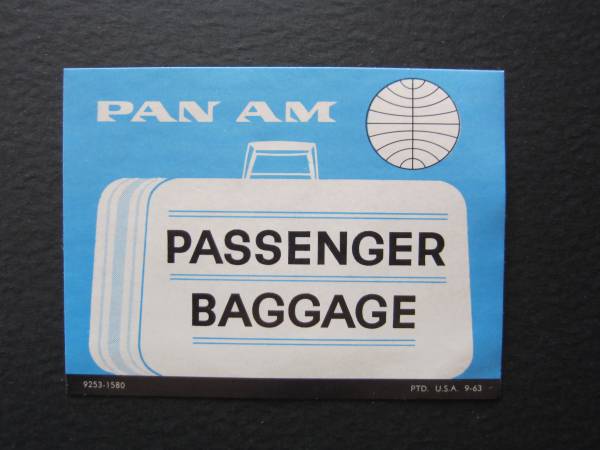 PAN AM
PASSENGER
BAGGAGE
9253-1580
PTD. U.S.A. 9-63